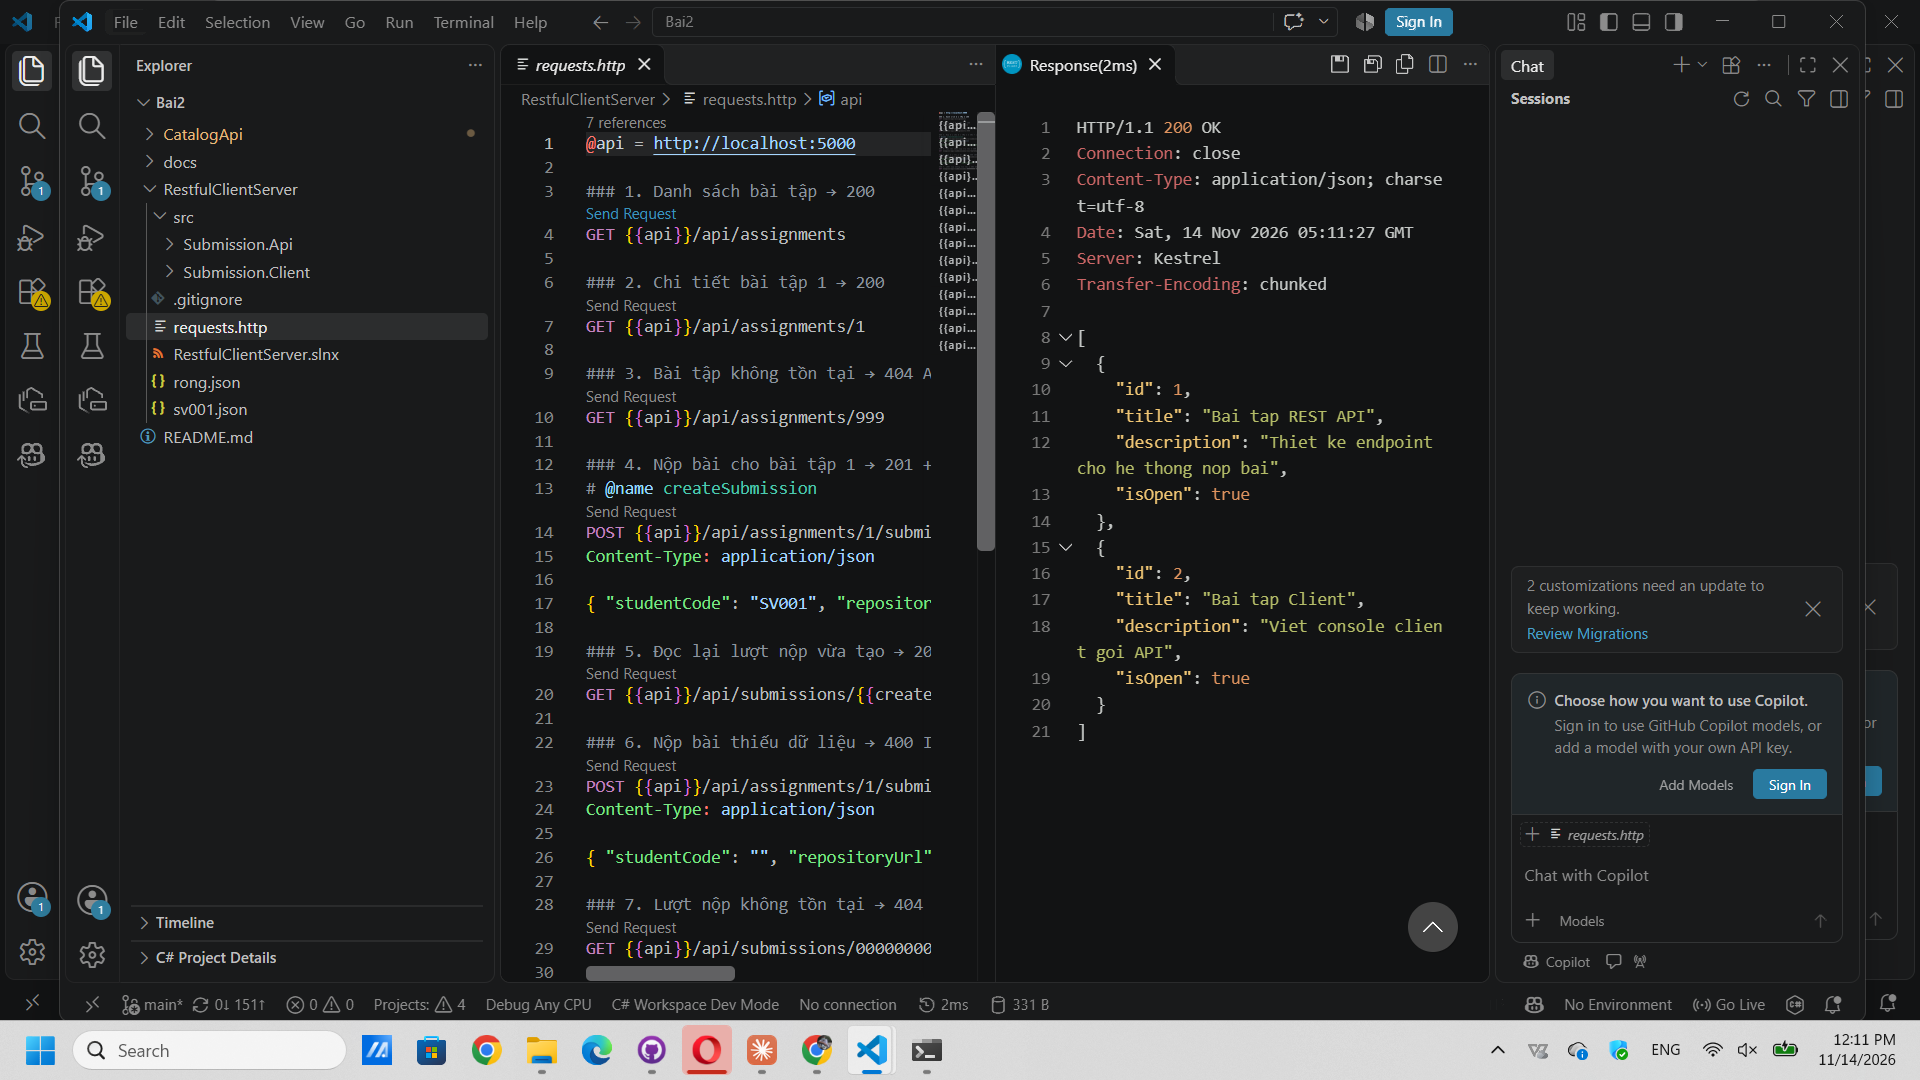 File Edit Selection View Go Run Terminal Help
Bai2
Sign In
Explorer
Bai2
CatalogApi
docs
RestfulClientServer
src
Submission.Api
Submission.Client
.gitignore
requests.http
RestfulClientServer.slnx
rong.json
sv001.json
README.md
Timeline
C# Project Details
requests.http
RestfulClientServer > requests.http > api
7 references
1 @api = http://localhost:5000
2
3 ### 1. Danh sách bài tập → 200
Send Request
4 GET {{api}}/api/assignments
5
6 ### 2. Chi tiết bài tập 1 → 200
Send Request
7 GET {{api}}/api/assignments/1
8
9 ### 3. Bài tập không tồn tại → 404 A
Send Request
10 GET {{api}}/api/assignments/999
11
12 ### 4. Nộp bài cho bài tập 1 → 201 +
13 # @name createSubmission
Send Request
14 POST {{api}}/api/assignments/1/submi
15 Content-Type: application/json
16
17 { "studentCode": "SV001", "repositor
18
19 ### 5. Đọc lại lượt nộp vừa tạo → 20
Send Request
20 GET {{api}}/api/submissions/{{create
21
22 ### 6. Nộp bài thiếu dữ liệu → 400 I
Send Request
23 POST {{api}}/api/assignments/1/submi
24 Content-Type: application/json
25
26 { "studentCode": "", "repositoryUrl"
27
28 ### 7. Lượt nộp không tồn tại → 404
Send Request
29 GET {{api}}/api/submissions/00000000
30
Response(2ms)
1 HTTP/1.1 200 OK
2 Connection: close
3 Content-Type: application/json; charse
t=utf-8
4 Date: Sat, 14 Nov 2026 05:11:27 GMT
5 Server: Kestrel
6 Transfer-Encoding: chunked
7
8 [
9 {
10 "id": 1,
11 "title": "Bai tap REST API",
12 "description": "Thiet ke endpoint
cho he thong nop bai",
13 "isOpen": true
14 },
15 {
16 "id": 2,
17 "title": "Bai tap Client",
18 "description": "Viet console clien
t goi API",
19 "isOpen": true
20 }
21 ]
Chat
Sessions
2 customizations need an update to
keep working.
Review Migrations
Choose how you want to use Copilot.
Sign in to use GitHub Copilot models, or
add a model with your own API key.
Add Models Sign In
requests.http
Chat with Copilot
Models
Copilot
main* 0↓ 151↑ 0 0 Projects: 4 Debug Any CPU C# Workspace Dev Mode No connection 2ms 331 B No Environment Go Live
Search
ENG
12:11 PM
11/14/2026